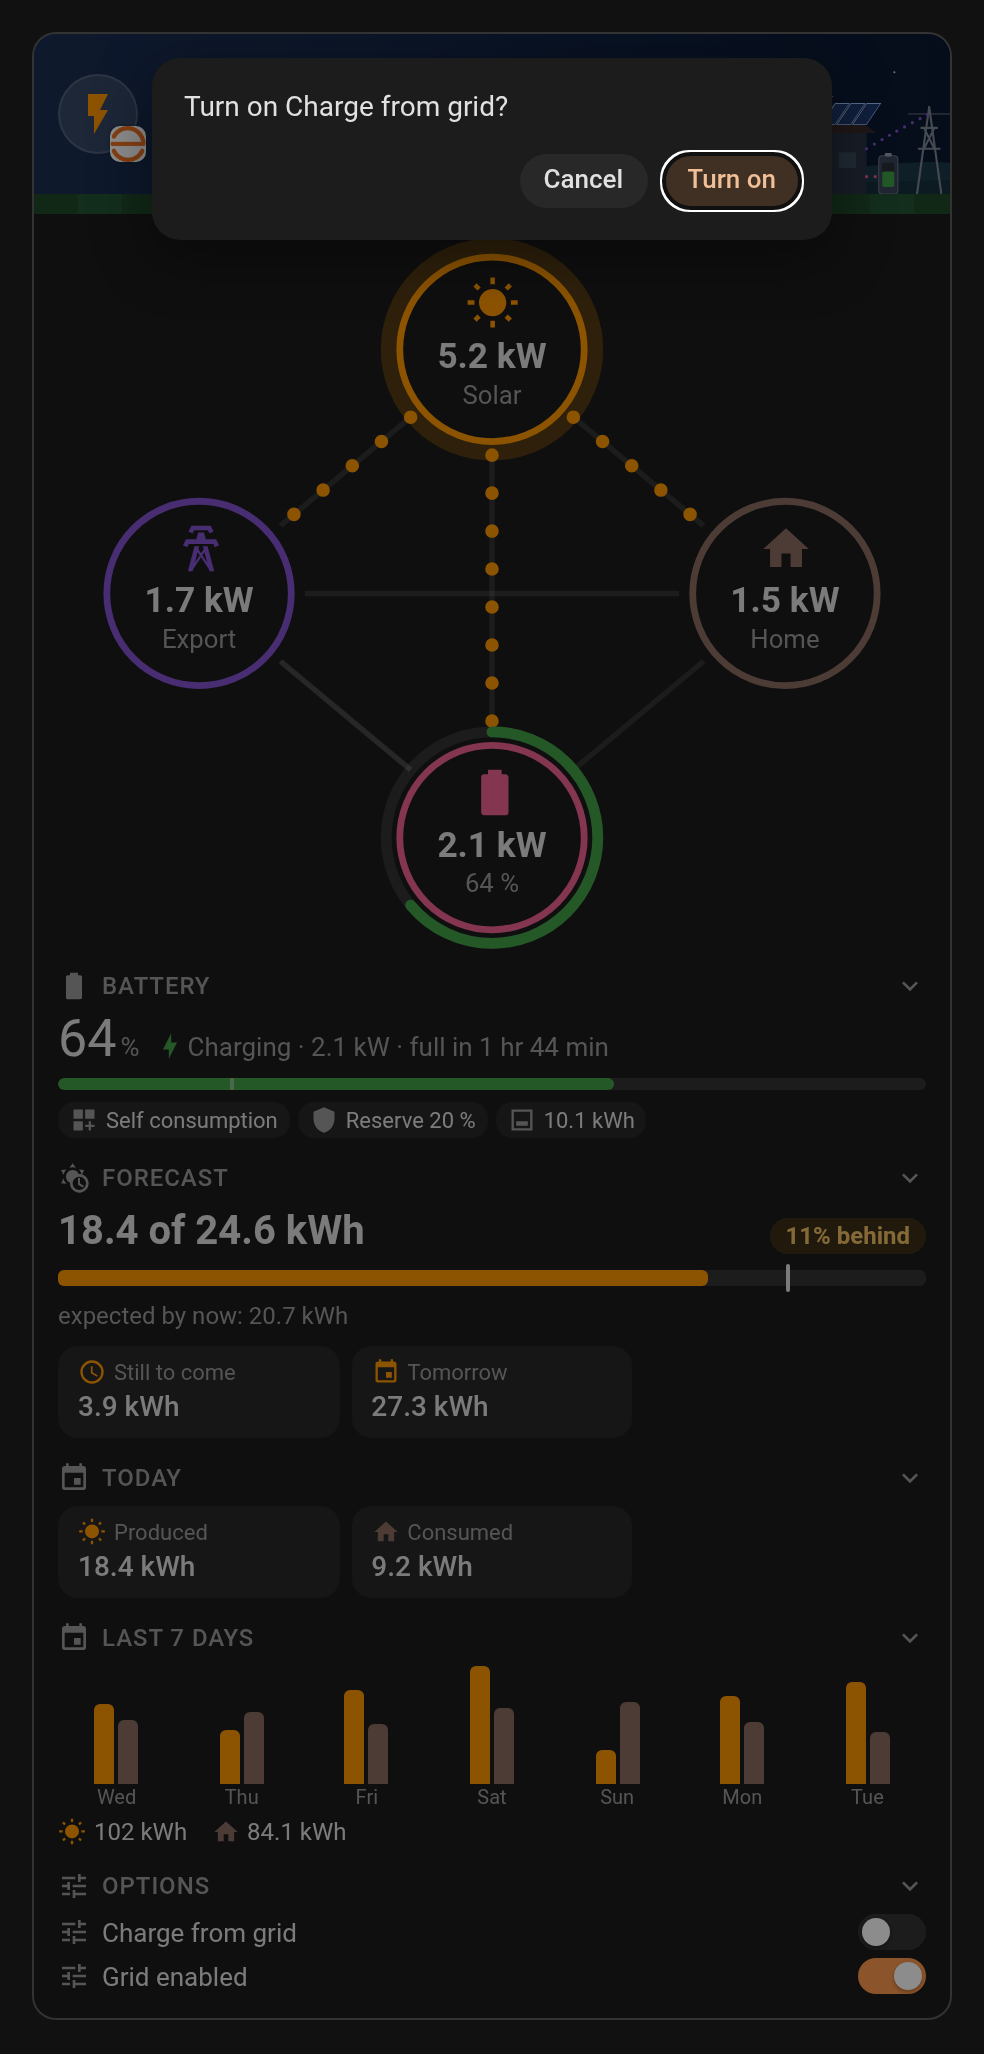 Turn on Charge from grid?
Cancel
Turn on
5.2 kW
Solar
1.7 kW
Export
1.5 kW
Home
2.1 kW
64 %
BATTERY
64 % Charging · 2.1 kW · full in 1 hr 44 min
Self consumption Reserve 20 % 10.1 kWh
FORECAST
18.4 of 24.6 kWh
11% behind
expected by now: 20.7 kWh
Still to come
3.9 kWh
Tomorrow
27.3 kWh
TODAY
Produced
18.4 kWh
Consumed
9.2 kWh
LAST 7 DAYS
Wed Thu Fri Sat Sun Mon Tue
102 kWh 84.1 kWh
OPTIONS
Charge from grid
Grid enabled